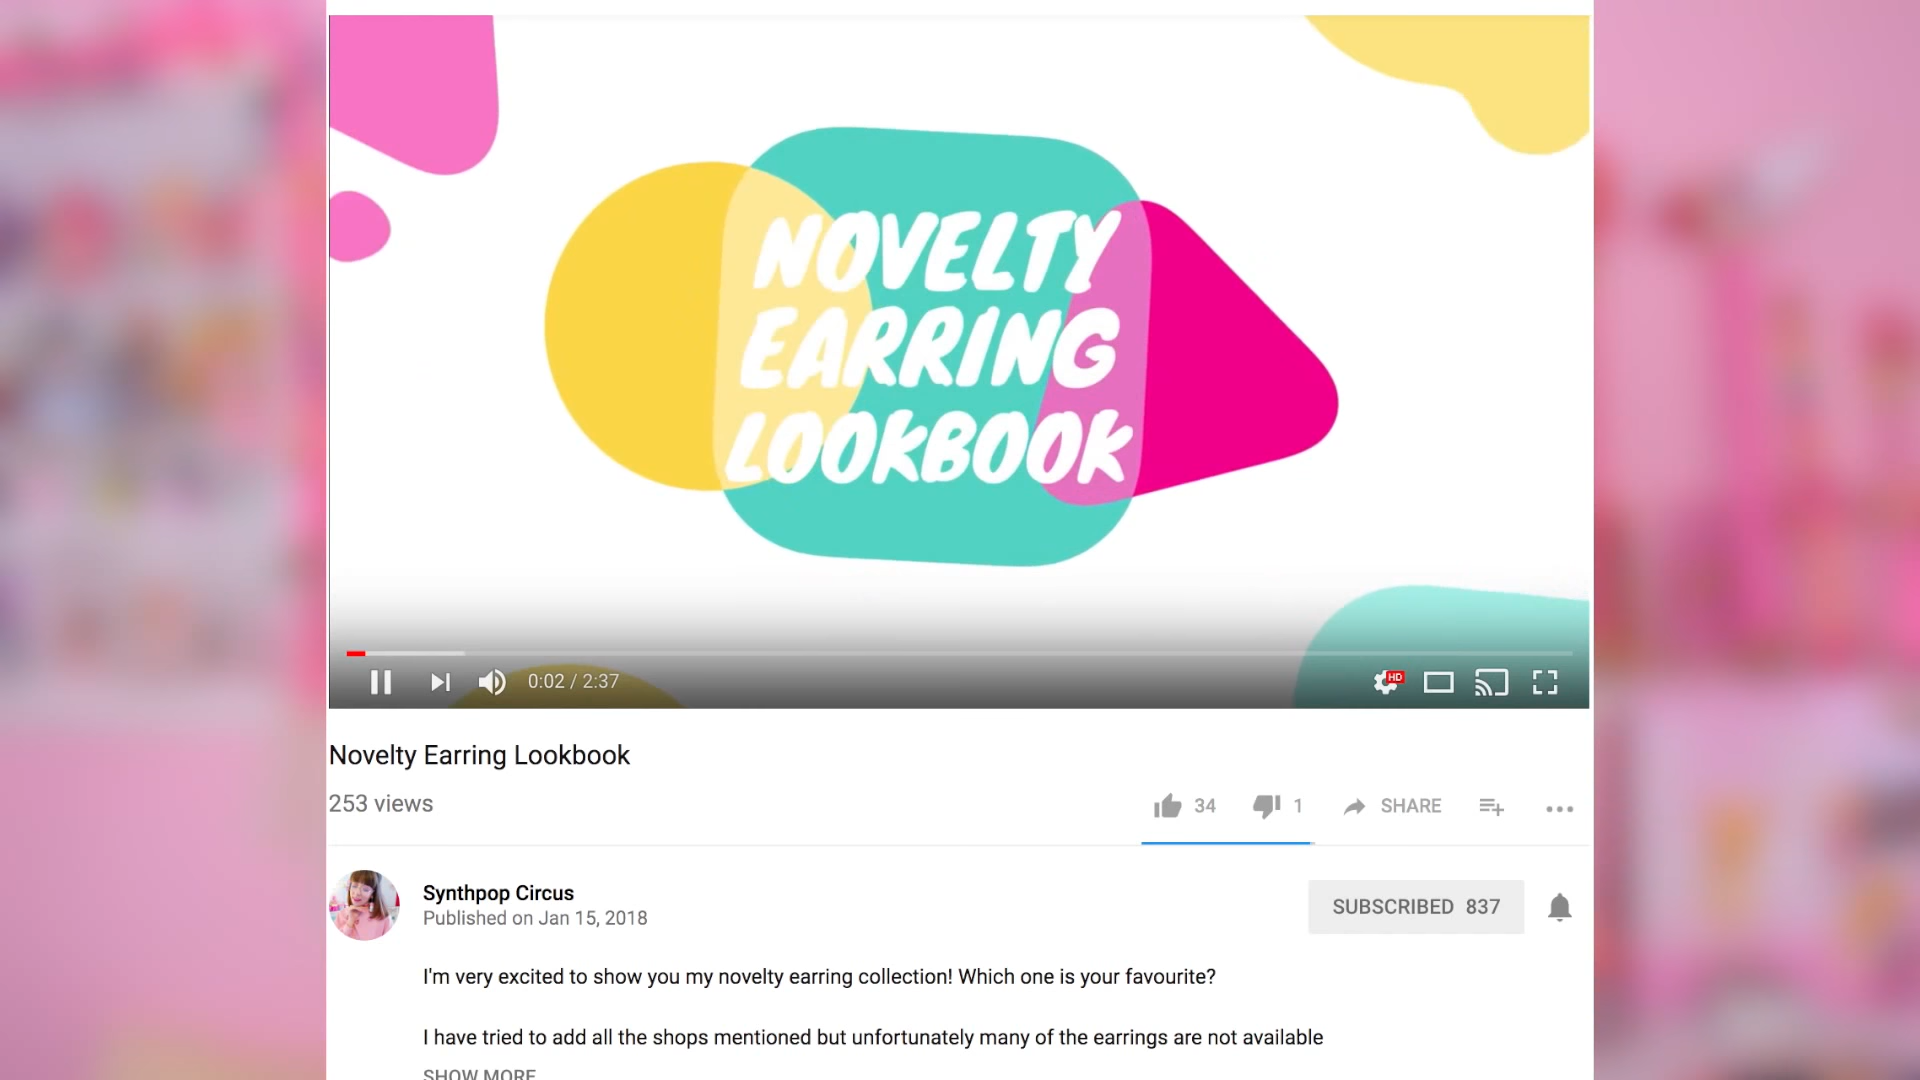 NOVELTY
EARRING
LOOKBOOK
0:02 / 2:37
HD
Novelty Earring Lookbook
253 views
34
1
SHARE
Synthpop Circus
Published on Jan 15, 2018
SUBSCRIBED 837
I'm very excited to show you my novelty earring collection! Which one is your favourite?
I have tried to add all the shops mentioned but unfortunately many of the earrings are not available
SHOW MORE